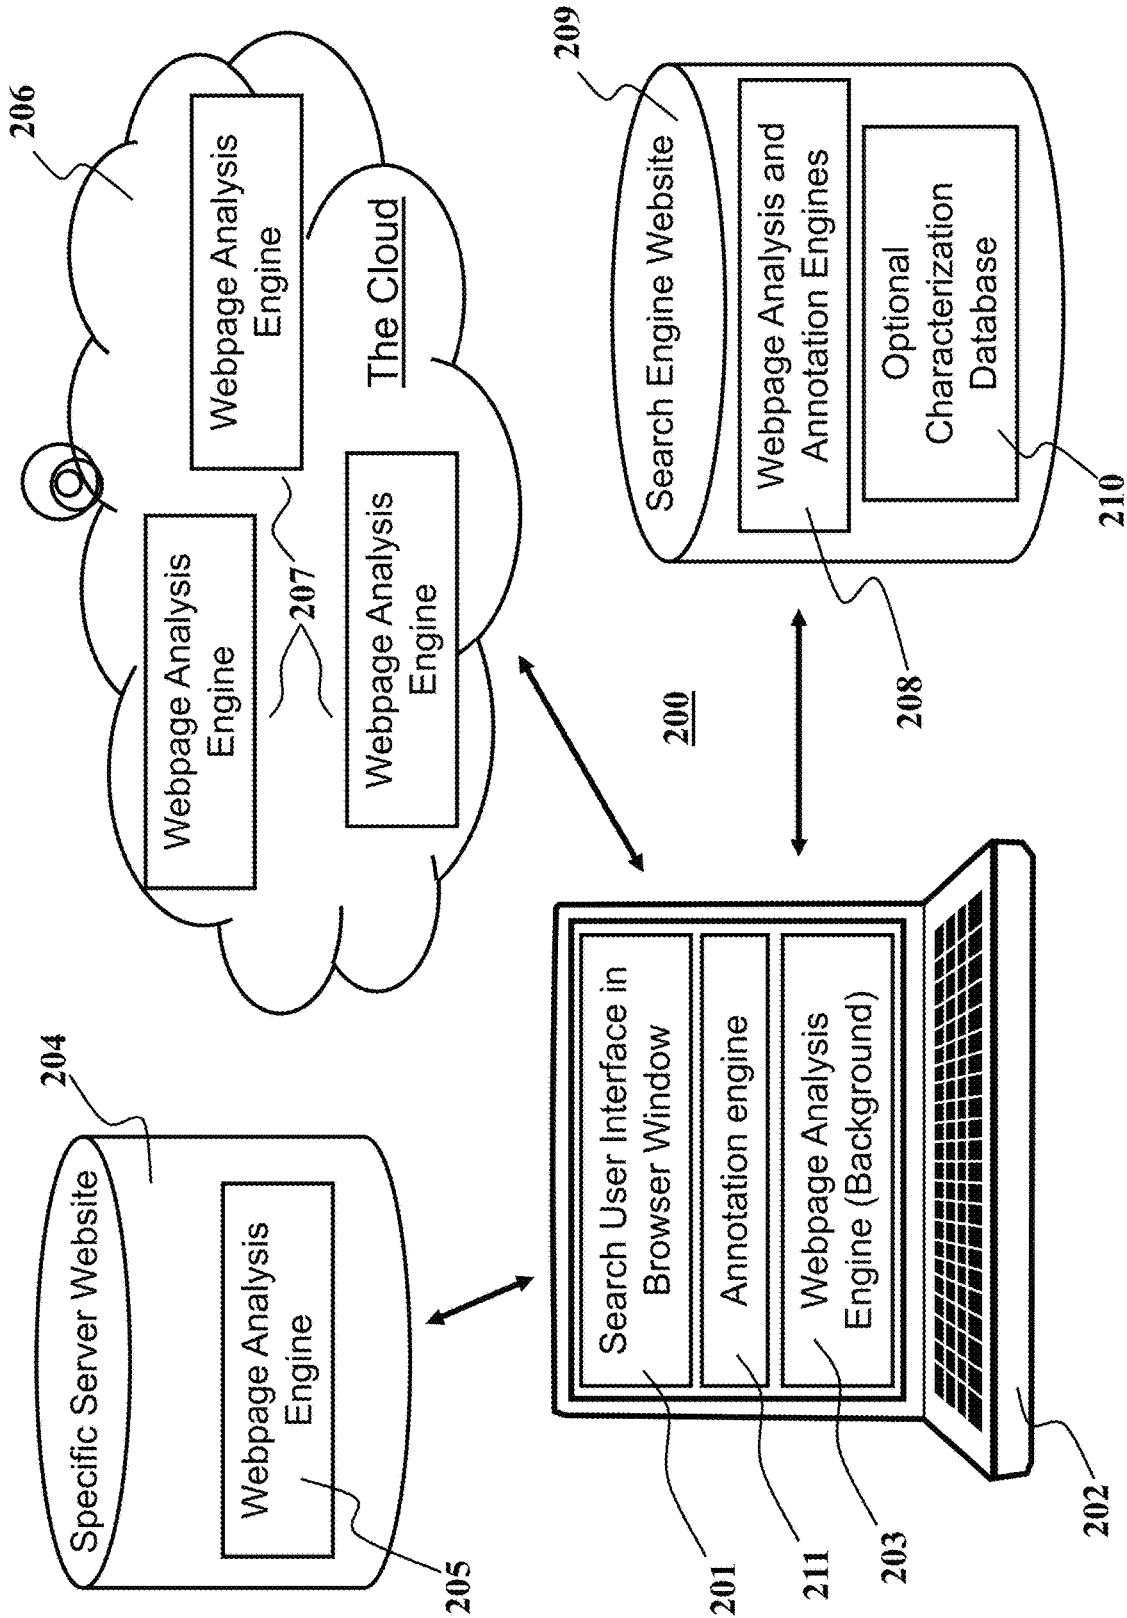 204
Specific Server Website
Webpage Analysis
Engine
205
206
Webpage Analysis
Engine
207
Webpage Analysis
Engine
Webpage Analysis
Engine
The Cloud
Search User Interface in
Browser Window
Annotation engine
Webpage Analysis
Engine (Background)
201
211
203
202
200
209
Search Engine Website
Webpage Analysis and
Annotation Engines
Optional
Characterization
Database
208
210